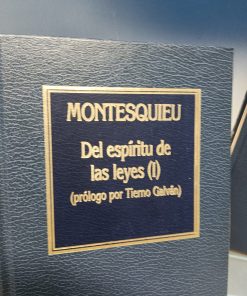 MONTESQUIEU
Del espíritu de
las leyes (I)
(prólogo por Tierno Galván)